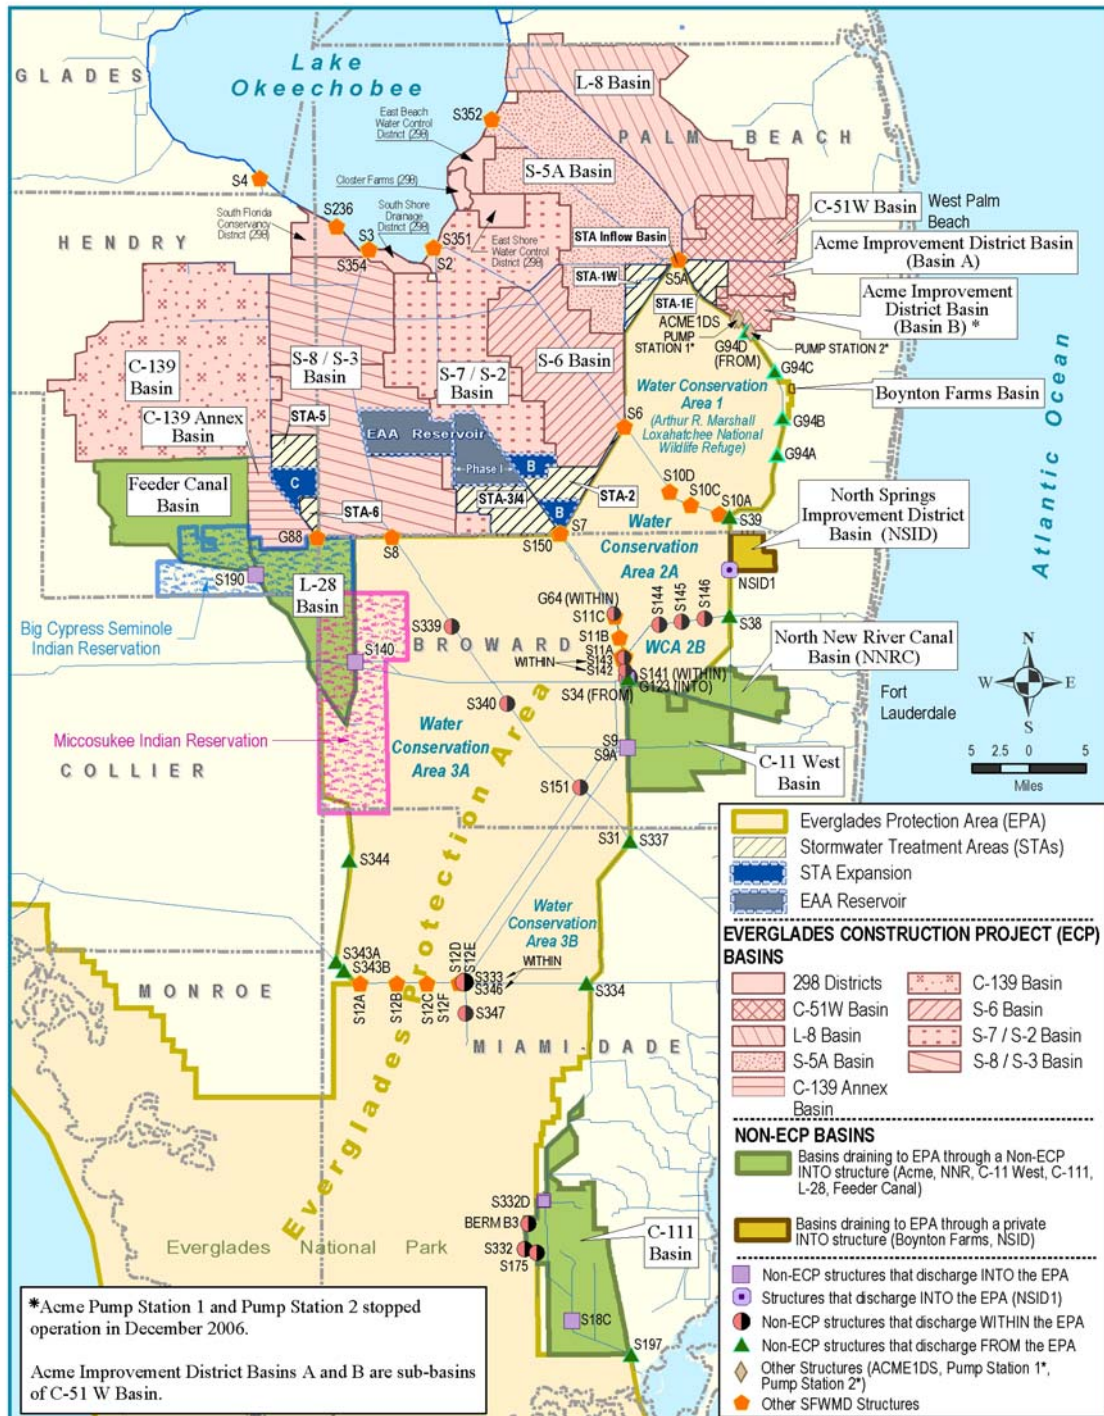 Lake
Okeechobee
GLADES
L-8 Basin
PALM BEACH
S352
East Beach
Water Control
District (298)
S-5A Basin
S4
Closter Farms (298)
C-51W Basin
West Palm
Beach
South Florida
Conservancy
District (298)
S236
South Shore
Drainage
District (298)
HENDRY
S3
S354
S351
S2
East Shore
Water Control
District (298)
STA Inflow Basin
S5A
Acme Improvement District Basin
(Basin A)
STA-1W
STA-1E
Acme Improvement
District Basin
(Basin B) *
ACME1DS
PUMP
STATION 1*
G94D
(FROM)
PUMP STATION 2*
C-139
Basin
S-8 / S-3
Basin
S-7 / S-2
Basin
S-6 Basin
G94C
Water Conservation
Area 1
(Arthur R. Marshall
Loxahatchee National
Wildlife Refuge)
Boynton Farms Basin
Atlantic Ocean
C-139 Annex
Basin
STA-5
EAA Reservoir
S6
G94B
G94A
Phase I
B
Feeder Canal
Basin
C
STA-3/4
STA-2
S10D
S10C
S10A
S39
North Springs
Improvement District
Basin (NSID)
STA-6
B
S7
G88
S8
S150
Water
Conservation
Area 2A
S190
L-28
Basin
NSID1
G64 (WITHIN)
S144
S145
S146
S11C
S38
Big Cypress Seminole
Indian Reservation
S339
BROWARD
S11B
S11A
WCA 2B
North New River Canal
Basin (NNRC)
N
W
E
S
S140
WITHIN
S143
S142
S141 (WITHIN)
G123 (INTO)
S34 (FROM)
Fort
Lauderdale
S340
Miccosukee Indian Reservation
Water
Conservation
Area 3A
S9
S9A
C-11 West
Basin
COLLIER
5 2.5 0 5
Miles
S151
S31
S337
S344
Everglades Protection Area
Water
Conservation
Area 3B
S343A
S343B
S12D
S12E
S333
S346
WITHIN
MONROE
S12A
S12B
S12C
S12F
S334
S347
MIAMI-DADE
S332D
BERM B3
Everglades National Park
S332
S175
C-111
Basin
S18C
S197
*Acme Pump Station 1 and Pump Station 2 stopped
operation in December 2006.
Acme Improvement District Basins A and B are sub-basins
of C-51 W Basin.
Everglades Protection Area (EPA)
Stormwater Treatment Areas (STAs)
STA Expansion
EAA Reservoir
EVERGLADES CONSTRUCTION PROJECT (ECP)
BASINS
298 Districts
C-139 Basin
C-51W Basin
S-6 Basin
L-8 Basin
S-7 / S-2 Basin
S-5A Basin
S-8 / S-3 Basin
C-139 Annex
Basin
NON-ECP BASINS
Basins draining to EPA through a Non-ECP
INTO structure (Acme, NNR, C-11 West, C-111,
L-28, Feeder Canal)
Basins draining to EPA through a private
INTO structure (Boynton Farms, NSID)
Non-ECP structures that discharge INTO the EPA
Structures that discharge INTO the EPA (NSID1)
Non-ECP structures that discharge WITHIN the EPA
Non-ECP structures that discharge FROM the EPA
Other Structures (ACME1DS, Pump Station 1*,
Pump Station 2*)
Other SFWMD Structures